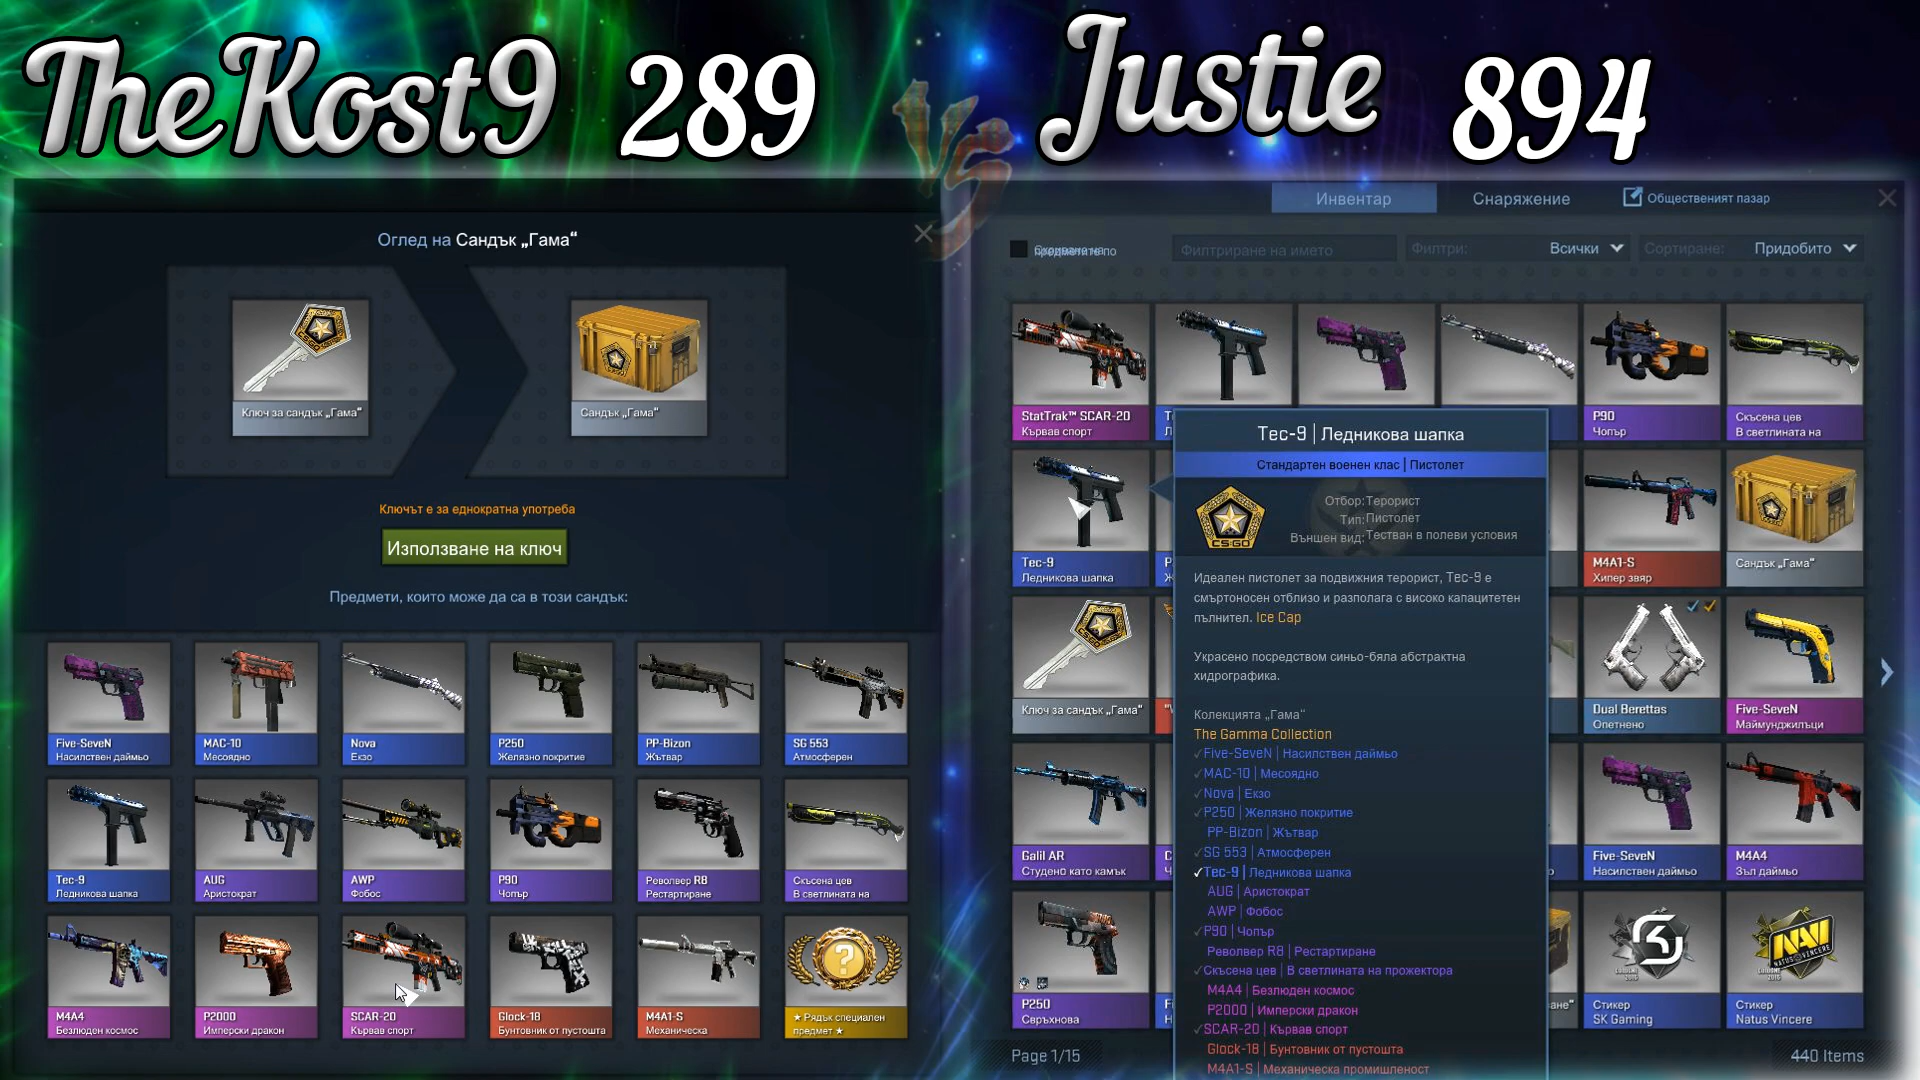 TheKost9 289
VS
Justie 894
Оглед на Сандък „Гама“
Ключ за сандък „Гама“
Сандък „Гама“
Ключът е за еднократна употреба
Използване на ключ
Предмети, които може да са в този сандък:
Five-SeveN
Насилствен даймьо
MAC-10
Месоядно
Nova
Екзо
P250
Желязно покритие
PP-Bizon
Жътвар
SG 553
Атмосферен
Tec-9
Ледникова шапка
AUG
Аристократ
AWP
Фобос
P90
Чопър
Револвер R8
Рестартиране
Скъсена цев
В светлината на
M4A4
Безлюден космос
P2000
Имперски дракон
SCAR-20
Кървав спорт
Glock-18
Бунтовник от пустошта
M4A1-S
Механическа
★ Рядък специален
предмет ★
Инвентар
Снаряжение
Общественият пазар
предметите по
Филтриране на името
Филтри:
Всички
Сортиране:
Придобито
StatTrak™ SCAR-20
Кървав спорт
P90
Чопър
Скъсена цев
В светлината на
Tec-9
Ледникова шапка
M4A1-S
Хипер звяр
Сандък „Гама“
Ключ за сандък „Гама“
Dual Berettas
Опетнено
Five-SeveN
Маймунджилъци
Galil AR
Студено като камък
Five-SeveN
Насилствен даймьо
M4A4
Зъл даймьо
P250
Свръхнова
Стикер
SK Gaming
Стикер
Natus Vincere
Tec-9 | Ледникова шапка
Стандартен военен клас | Пистолет
CS:GO
Отбор: Терорист
Тип: Пистолет
Външен вид: Тестван в полеви условия
Идеален пистолет за подвижния терорист, Tec-9 е
смъртоносен отблизо и разполага с високо капацитетен
пълнител. Ice Cap
Украсено посредством синьо-бяла абстрактна
хидрографика.
Колекцията „Гама“
The Gamma Collection
✓Five-SeveN | Насилствен даймьо
✓MAC-10 | Месоядно
✓Nova | Екзо
✓P250 | Желязно покритие
PP-Bizon | Жътвар
✓SG 553 | Атмосферен
✓Tec-9 | Ледникова шапка
AUG | Аристократ
AWP | Фобос
✓P90 | Чопър
Револвер R8 | Рестартиране
✓Скъсена цев | В светлината на прожектора
M4A4 | Безлюден космос
P2000 | Имперски дракон
✓SCAR-20 | Кървав спорт
Glock-18 | Бунтовник от пустошта
M4A1-S | Механическа промишленост
Page 1/15
440 Items